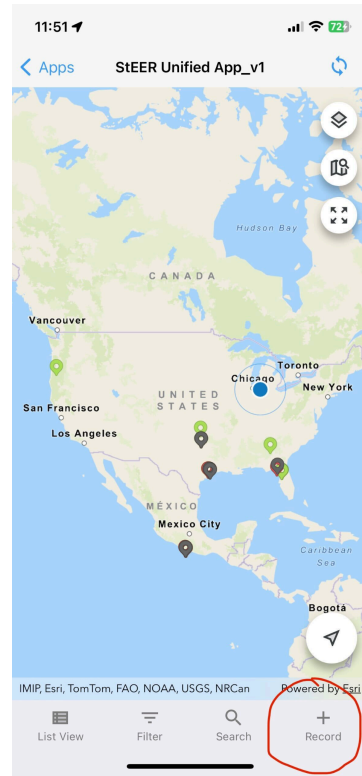 11:51
72
Apps
StEER Unified App_v1
Hudson Bay
CANADA
Vancouver
Toronto
Chicago
New York
UNITED
STATES
San Francisco
Los Angeles
MÉXICO
Mexico City
Caribbean
Sea
Bogotá
IMIP, Esri, TomTom, FAO, NOAA, USGS, NRCan
Powered by Esri
List View
Filter
Search
Record